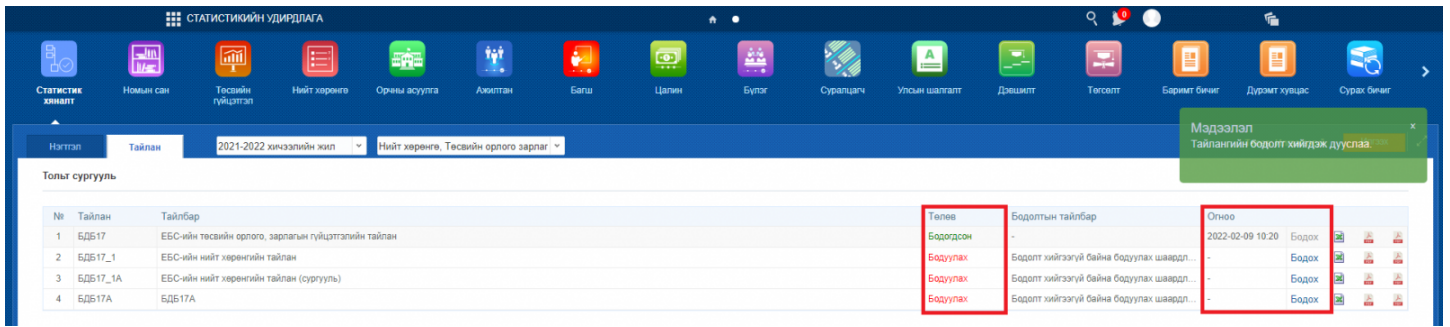 СТАТИСТИКИЙН УДИРДЛАГА
0
Статистик хяналт
Номын сан
Төсвийн гүйцэтгэл
Нийт хөрөнгө
Орчны асуулга
Ажилтан
Багш
Цалин
Бүлэг
Суралцагч
Улсын шалгалт
Дэвшилт
Төгсөлт
Баримт бичиг
Дүрэмт хувцас
Сурах бичиг
Нэгтгэл
Тайлан
2021-2022 хичээлийн жил
Нийт хөрөнгө, Төсвийн орлого зарлаг
Мэдээлэл
x
Тайлангийн бодолт хийгдэж дууслаа.
Тольт сургууль
№ Тайлан Тайлбар Төлөв Бодолтын тайлбар Огноо
1 БДБ17 ЕБС-ийн төсвийн орлого, зарлагын гүйцэтгэлийн тайлан Бодогдсон - 2022-02-09 10:20 Бодох
2 БДБ17_1 ЕБС-ийн нийт хөрөнгийн тайлан Бодуулах Бодолт хийгээгүй байна бодуулах шаардл... - Бодох
3 БДБ17_1А ЕБС-ийн нийт хөрөнгийн тайлан (сургууль) Бодуулах Бодолт хийгээгүй байна бодуулах шаардл... - Бодох
4 БДБ17А БДБ17А Бодуулах Бодолт хийгээгүй байна бодуулах шаардл... - Бодох